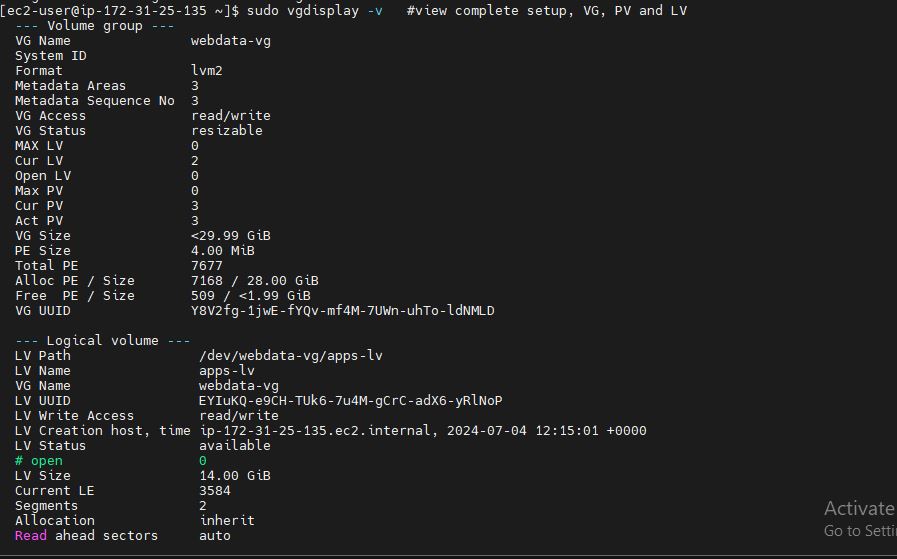 [ec2-user@ip-172-31-25-135 ~]$ sudo vgdisplay -v   #view complete setup, VG, PV and LV
  --- Volume group ---
  VG Name               webdata-vg
  System ID
  Format                lvm2
  Metadata Areas        3
  Metadata Sequence No  3
  VG Access             read/write
  VG Status             resizable
  MAX LV                0
  Cur LV                2
  Open LV               0
  Max PV                0
  Cur PV                3
  Act PV                3
  VG Size               <29.99 GiB
  PE Size               4.00 MiB
  Total PE              7677
  Alloc PE / Size       7168 / 28.00 GiB
  Free  PE / Size       509 / <1.99 GiB
  VG UUID               Y8V2fg-1jwE-fYQv-mf4M-7UWn-uhTo-ldNMLD

  --- Logical volume ---
  LV Path                /dev/webdata-vg/apps-lv
  LV Name                apps-lv
  VG Name                webdata-vg
  LV UUID                EYIuKQ-e9CH-TUk6-7u4M-gCrC-adX6-yRlNoP
  LV Write Access        read/write
  LV Creation host, time ip-172-31-25-135.ec2.internal, 2024-07-04 12:15:01 +0000
  LV Status              available
  # open                 0
  LV Size                14.00 GiB
  Current LE             3584
  Segments               2
  Allocation             inherit
  Read ahead sectors     auto
Activate
Go to Setti